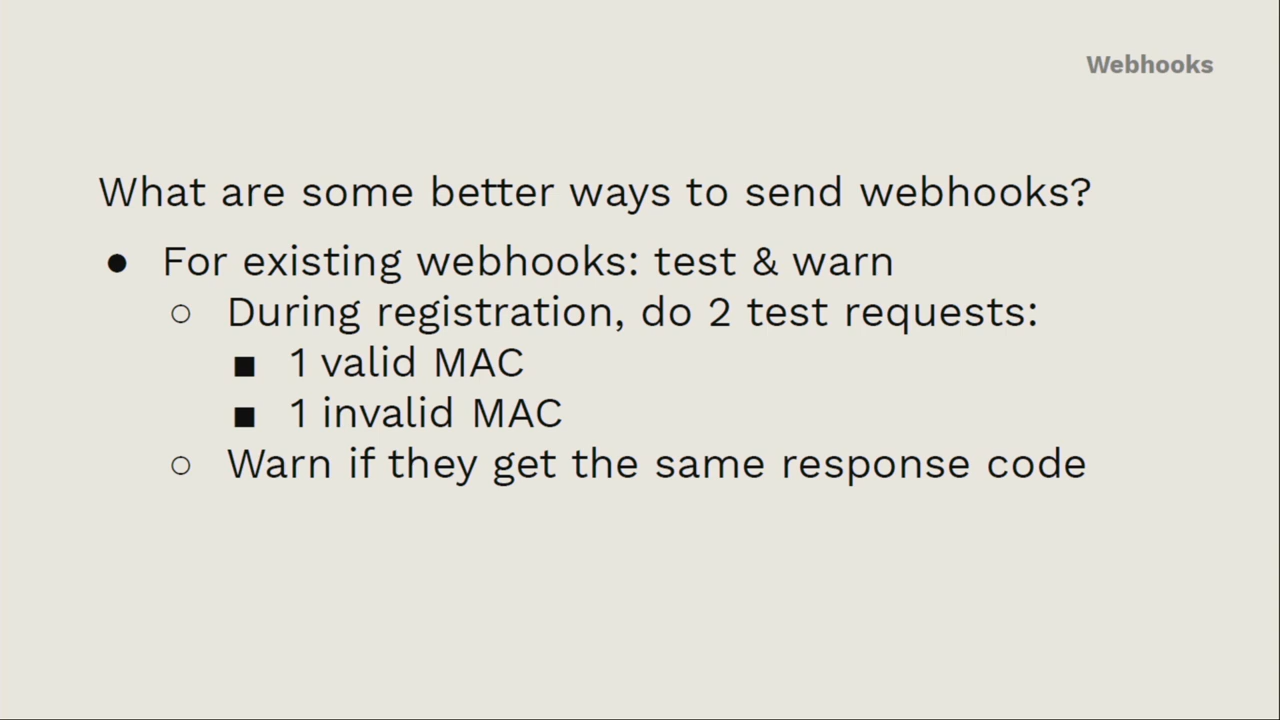 Webhooks
What are some better ways to send webhooks?
● For existing webhooks: test & warn
○ During registration, do 2 test requests:
■ 1 valid MAC
■ 1 invalid MAC
○ Warn if they get the same response code